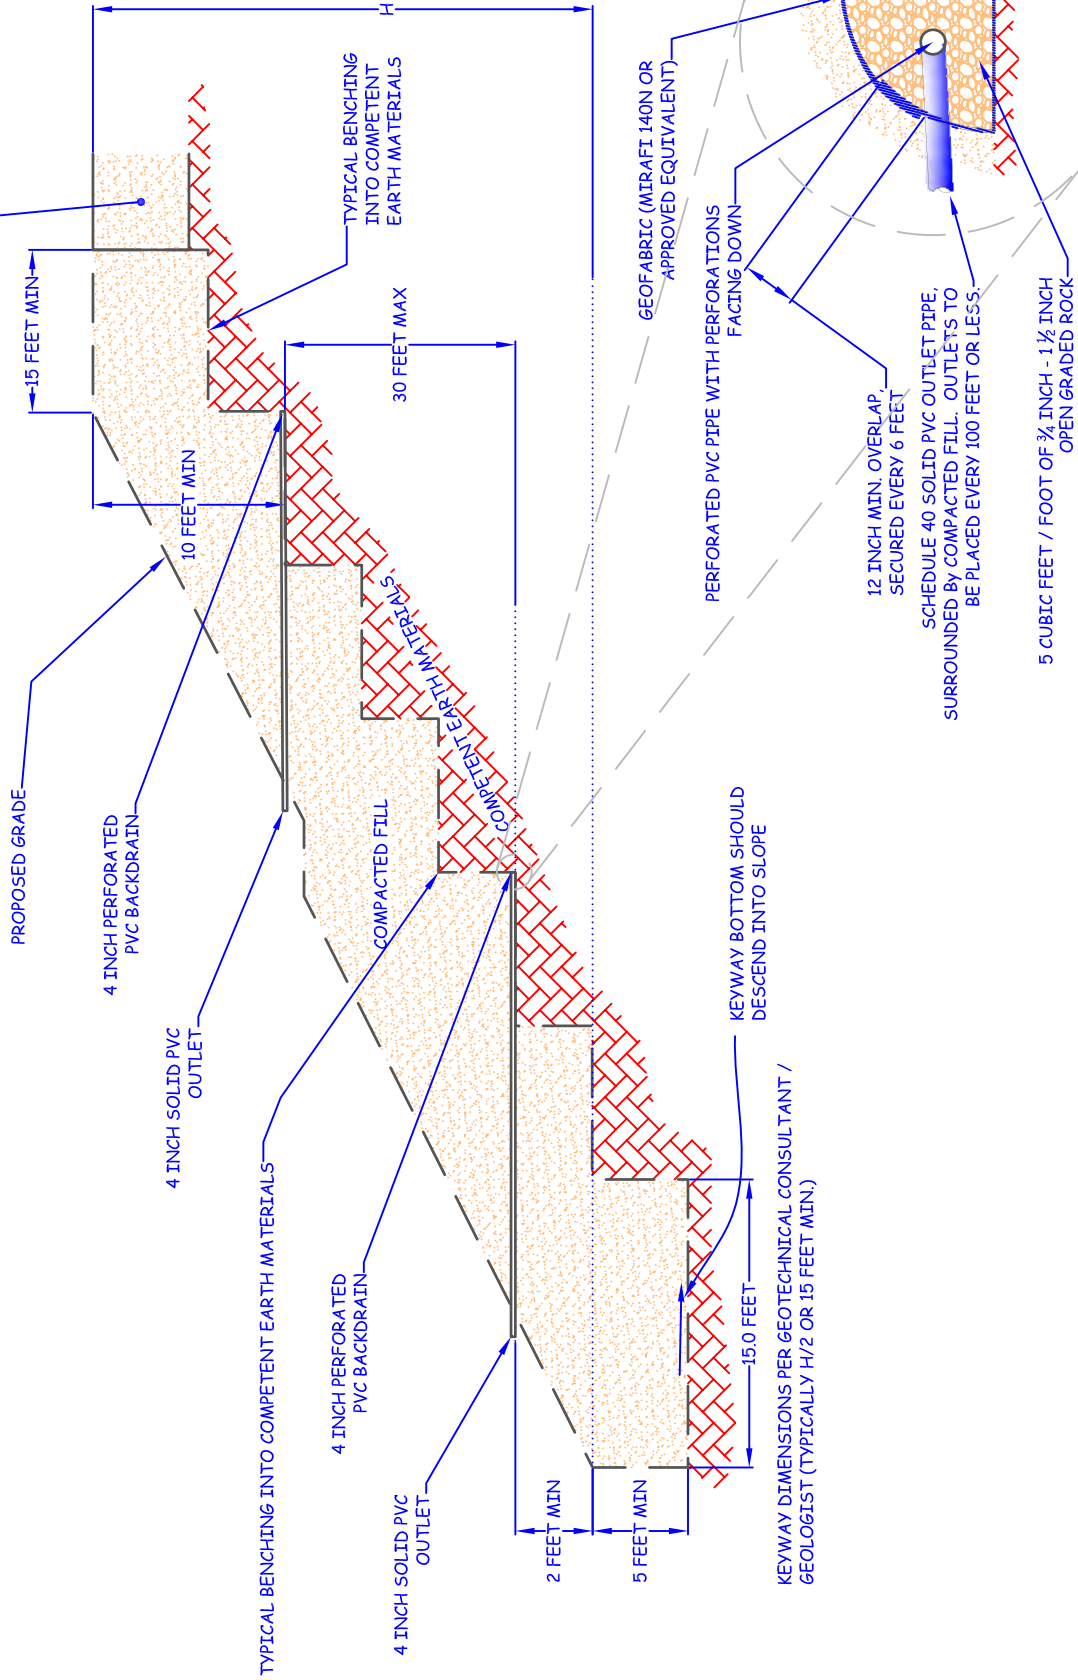 PROPOSED GRADE
4 INCH PERFORATED
PVC BACKDRAIN
4 INCH SOLID PVC
OUTLET
TYPICAL BENCHING INTO COMPETENT EARTH MATERIALS
4 INCH PERFORATED
PVC BACKDRAIN
4 INCH SOLID PVC
OUTLET
15 FEET MIN
10 FEET MIN
H
TYPICAL BENCHING
INTO COMPETENT
EARTH MATERIALS
30 FEET MAX
COMPACTED FILL
COMPETENT EARTH MATERIALS
2 FEET MIN
5 FEET MIN
15.0 FEET
KEYWAY BOTTOM SHOULD
DESCEND INTO SLOPE
KEYWAY DIMENSIONS PER GEOTECHNICAL CONSULTANT /
GEOLOGIST (TYPICALLY H/2 OR 15 FEET MIN.)
GEOFABRIC (MIRAFI 140N OR
APPROVED EQUIVALENT)
PERFORATED PVC PIPE WITH PERFORATIONS
FACING DOWN
12 INCH MIN. OVERLAP,
SECURED EVERY 6 FEET
SCHEDULE 40 SOLID PVC OUTLET PIPE,
SURROUNDED By COMPACTED FILL. OUTLETS TO
BE PLACED EVERY 100 FEET OR LESS.
5 CUBIC FEET / FOOT OF ¾ INCH - 1 ½ INCH
OPEN GRADED ROCK